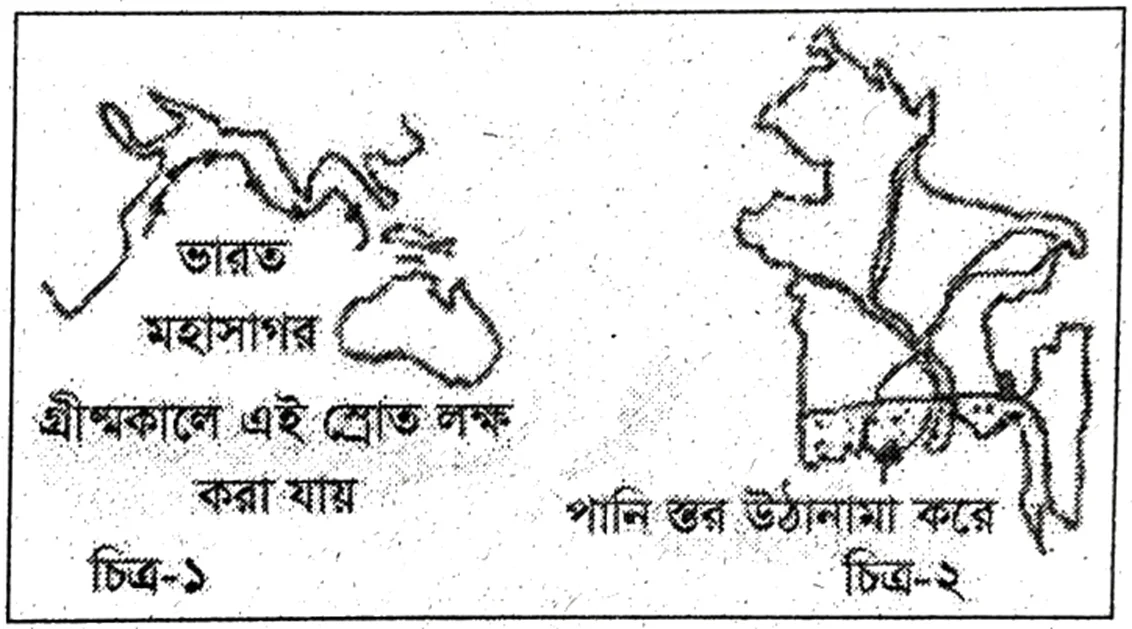 ভারত
মহাসাগর
গ্রীষ্মকালে এই স্রোত লক্ষ
করা যায়
চিত্র-১
পানি স্তর উঠানামা করে
চিত্র-২